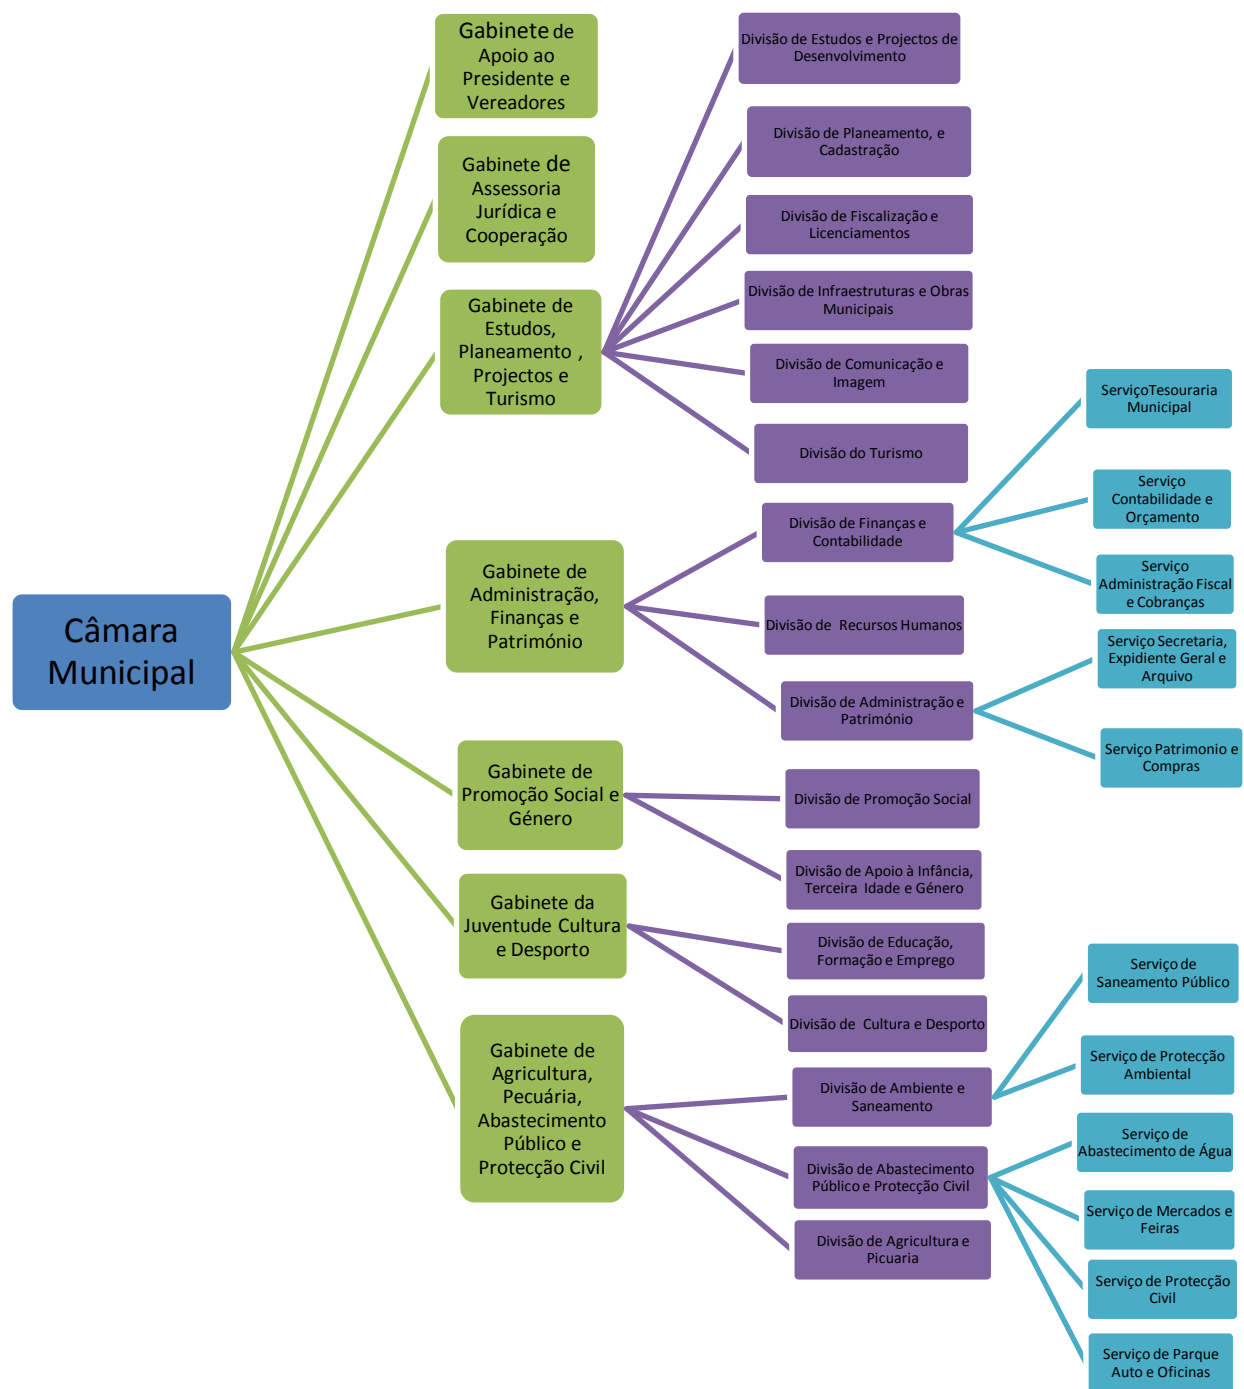 Câmara
Municipal
Gabinete de
Apoio ao
Presidente e
Vereadores
Gabinete de
Assessoria
Jurídica e
Cooperação
Gabinete de
Estudos,
Planeamento ,
Projectos e
Turismo
Divisão de Estudos e Projectos de
Desenvolvimento
Divisão de Planeamento, e
Cadastração
Divisão de Fiscalização e
Licenciamentos
Divisão de Infraestruturas e Obras
Municipais
Divisão de Comunicação e
Imagem
Divisão do Turismo
Gabinete de
Administração,
Finanças e
Património
Divisão de Finanças e
Contabilidade
ServiçoTesouraria
Municipal
Serviço
Contabilidade e
Orçamento
Serviço
Administração Fiscal
e Cobranças
Divisão de Recursos Humanos
Divisão de Administração e
Património
Serviço Secretaria,
Expidiente Geral e
Arquivo
Serviço Patrimonio e
Compras
Gabinete de
Promoção Social e
Género
Divisão de Promoção Social
Divisão de Apoio à Infância,
Terceira Idade e Género
Gabinete da
Juventude Cultura
e Desporto
Divisão de Educação,
Formação e Emprego
Divisão de Cultura e Desporto
Gabinete de
Agricultura,
Pecuária,
Abastecimento
Público e
Protecção Civil
Divisão de Ambiente e
Saneamento
Serviço de
Saneamento Público
Serviço de Protecção
Ambiental
Divisão de Abastecimento
Público e Protecção Civil
Serviço de
Abastecimento de Água
Serviço de Mercados e
Feiras
Serviço de Protecção
Civil
Serviço de Parque
Auto e Oficinas
Divisão de Agricultura e
Picuaria